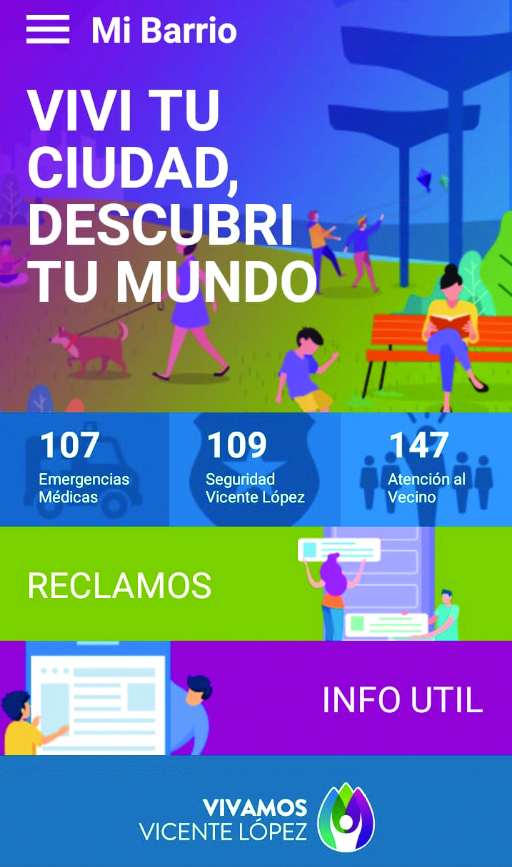 Mi Barrio
VIVI TU
CIUDAD,
DESCUBRI
TU MUNDO
107
Emergencias
Médicas
109
Seguridad
Vicente López
147
Atención al
Vecino
RECLAMOS
INFO UTIL
VIVAMOS
VICENTE LÓPEZ